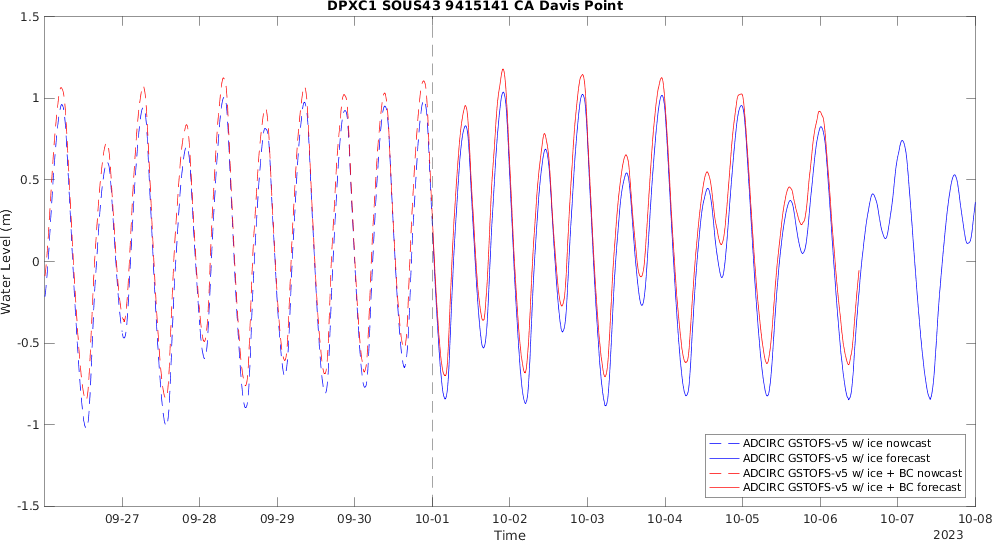 DPXC1 SOUS43 9415141 CA Davis Point
1.5
1
0.5
0
-0.5
-1
-1.5
Water Level (m)
09-27 09-28 09-29 09-30 10-01 10-02 10-03 10-04 10-05 10-06 10-07 10-08
Time
2023
ADCIRC GSTOFS-v5 w/ ice nowcast
ADCIRC GSTOFS-v5 w/ ice forecast
ADCIRC GSTOFS-v5 w/ ice + BC nowcast
ADCIRC GSTOFS-v5 w/ ice + BC forecast